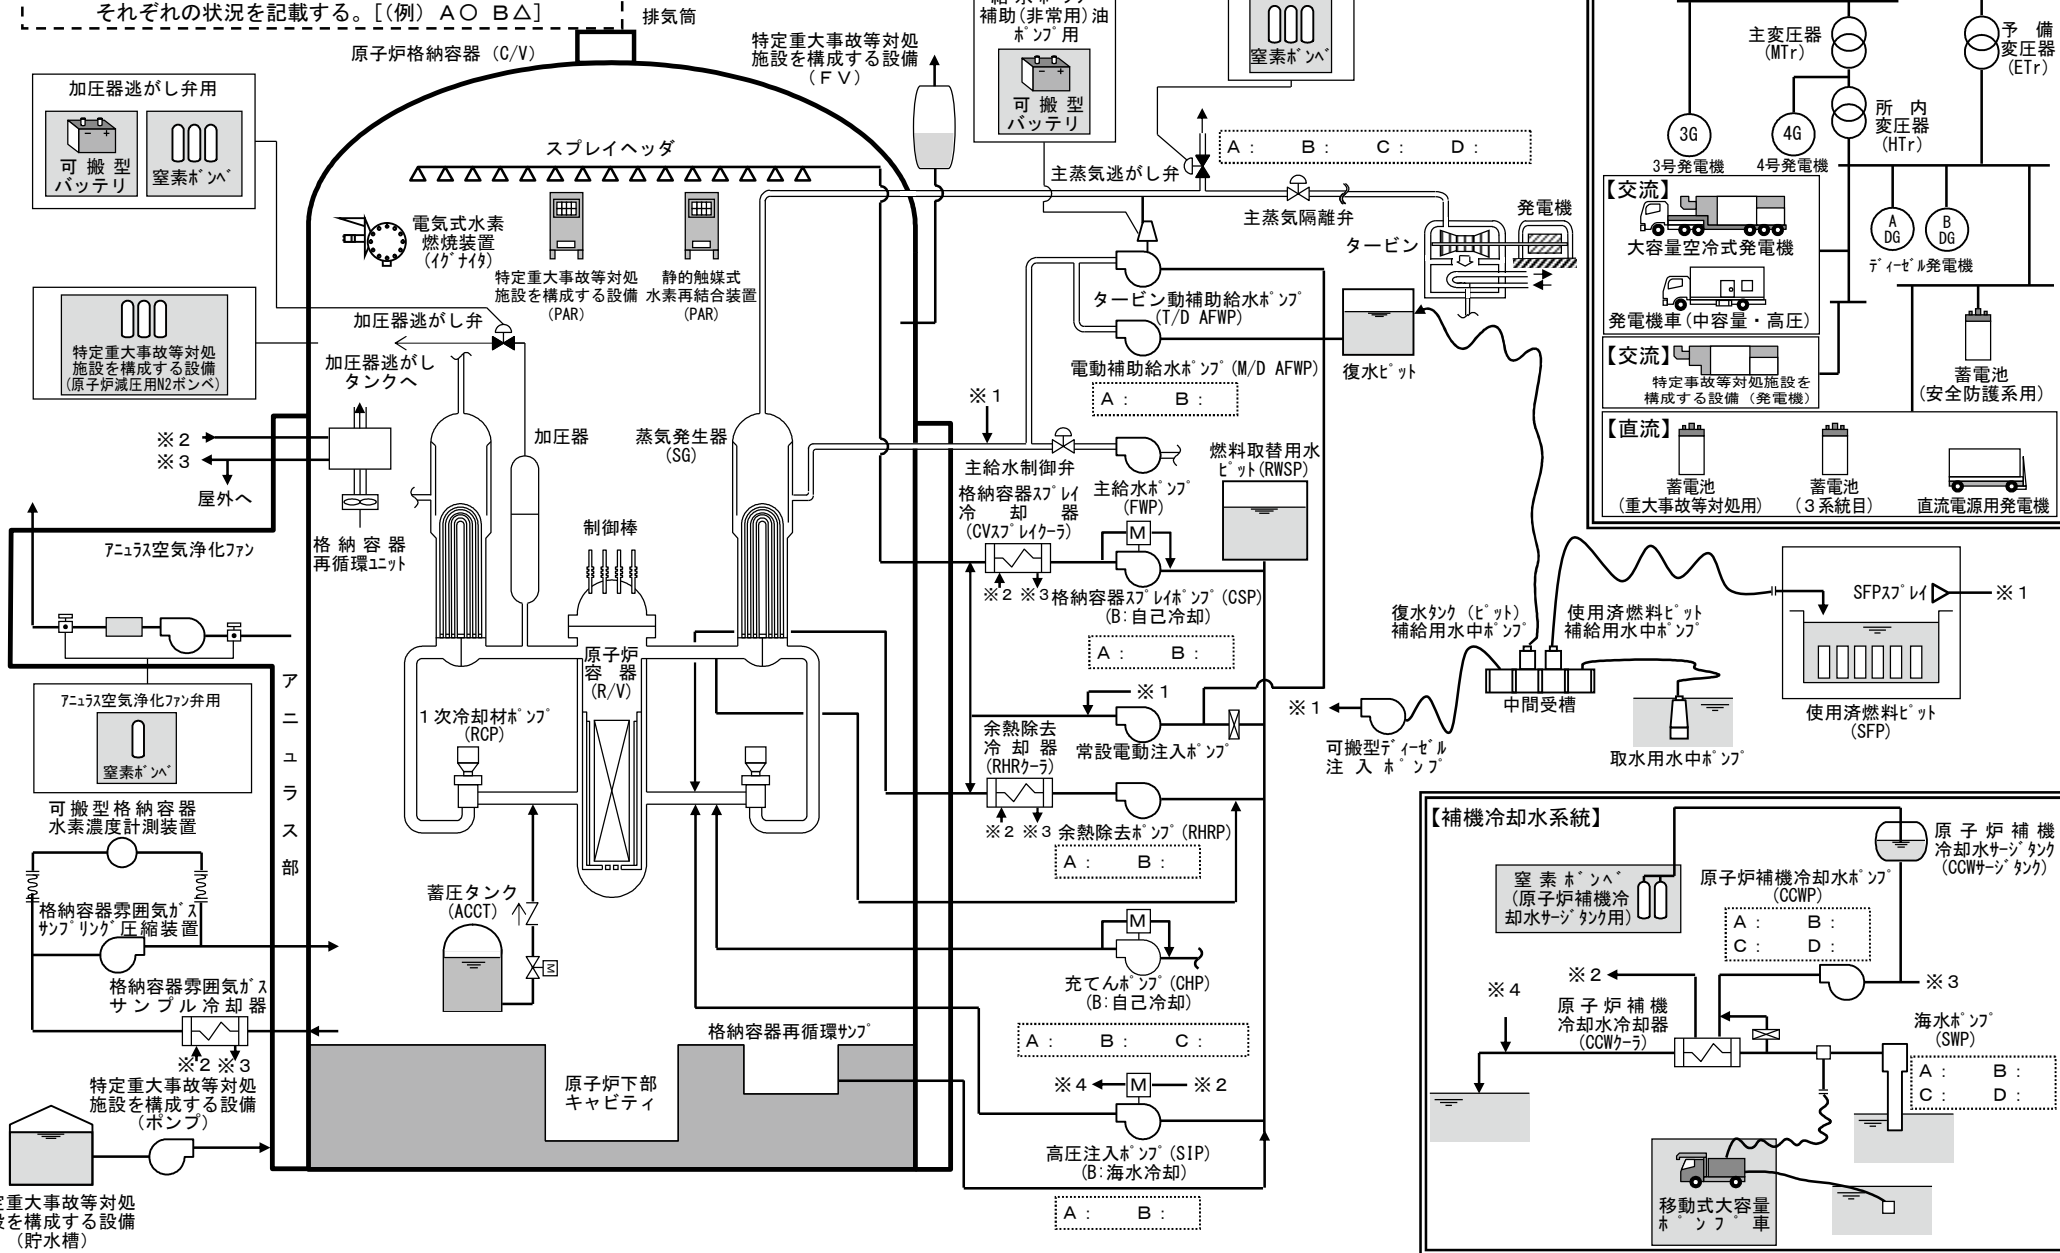 それぞれの状況を記載する。[(例) A〇 B△]
排気筒
原子炉格納容器 (C/V)
加圧器逃がし弁用
可搬型
バッテリ
窒素ボンベ
特定重大事故等対処
施設を構成する設備
(FV)
補助(非常用)油
ポンプ用
可搬型
バッテリ
窒素ボンベ
スプレイヘッダ
電気式水素
燃焼装置
(イグナイタ)
特定重大事故等対処
施設を構成する設備
(PAR)
静的触媒式
水素再結合装置
(PAR)
主蒸気逃がし弁
A: B: C: D:
主蒸気隔離弁
タービン
発電機
特定重大事故等対処
施設を構成する設備
(原子炉減圧用N2ボンベ)
加圧器逃がし弁
加圧器逃がし
タンクへ
タービン動補助給水ポンプ
(T/D AFWP)
電動補助給水ポンプ(M/D AFWP)
A: B:
復水ピット
※2
※3
屋外へ
格納容器
再循環ユニット
加圧器
蒸気発生器
(SG)
※1
主給水制御弁
主給水ポンプ
(FWP)
燃料取替用水
ピット(RWSP)
格納容器スプレイ
冷却器
(CVスプレイクーラ)
M
※2 ※3
格納容器スプレイポンプ(CSP)
(B:自己冷却)
A: B:
アニュラス空気浄化ファン
アニュラス空気浄化ファン弁用
窒素ボンベ
アニュラス部
制御棒
原子炉
容器
(R/V)
1次冷却材ポンプ
(RCP)
※1
常設電動注入ポンプ
余熱除去
冷却器
(RHRクーラ)
※2 ※3
余熱除去ポンプ(RHRP)
A: B:
可搬型格納容器
水素濃度計測装置
格納容器雰囲気ガス
サンプリング圧縮装置
格納容器雰囲気ガス
サンプル冷却器
※2 ※3
蓄圧タンク
(ACCT)
M
M
充てんポンプ(CHP)
(B:自己冷却)
A: B: C:
格納容器再循環サンプ
原子炉下部
キャビティ
※4 M ※2
高圧注入ポンプ(SIP)
(B:海水冷却)
A: B:
特定重大事故等対処
施設を構成する設備
(ポンプ)
定重大事故等対処
設を構成する設備
(貯水槽)
主変圧器
(MTr)
予備
変圧器
(ETr)
所内
変圧器
(HTr)
3G
3号発電機
4G
4号発電機
A
DG
B
DG
ディーゼル発電機
【交流】
大容量空冷式発電機
発電機車(中容量・高圧)
【交流】
特定事故等対処施設を
構成する設備(発電機)
蓄電池
(安全防護系用)
【直流】
蓄電池
(重大事故等対処用)
蓄電池
(3系統目)
直流電源用発電機
復水タンク(ピット)
補給用水中ポンプ
使用済燃料ピット
補給用水中ポンプ
SFPスプレイ
※1
使用済燃料ピット
(SFP)
中間受槽
取水用水中ポンプ
※1
可搬型ディーゼル
注入ポンプ
【補機冷却水系統】
原子炉補機
冷却水サージタンク
(CCWサージタンク)
窒素ボンベ
(原子炉補機冷
却水サージタンク用)
原子炉補機冷却水ポンプ
(CCWP)
A: B:
C: D:
※2
※3
※4
原子炉補機
冷却水冷却器
(CCWクーラ)
海水ポンプ
(SWP)
A: B:
C: D:
移動式大容量
ポンプ車